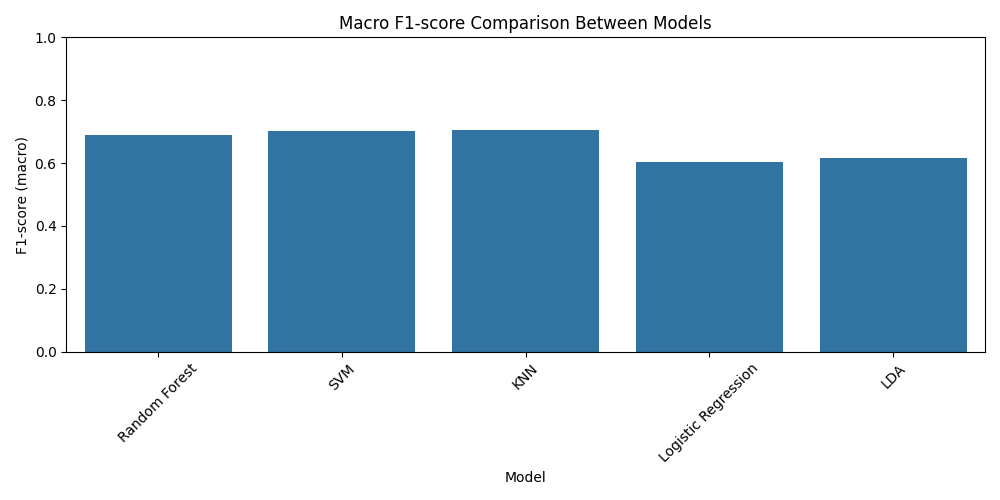 Macro F1-score Comparison Between Models
F1-score (macro)
1.0
0.8
0.6
0.4
0.2
0.0
Random Forest
SVM
KNN
Logistic Regression
LDA
Model